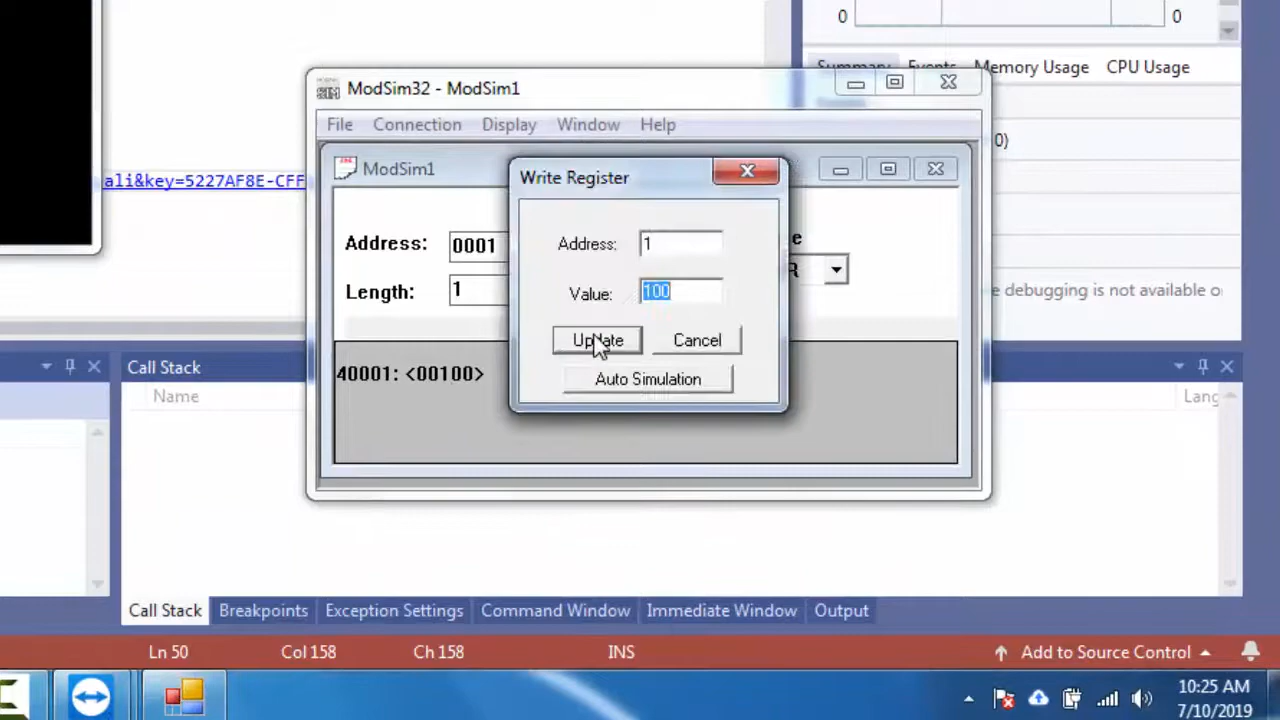 0
0
Summary Events Memory Usage CPU Usage
0)
ali&key=5227AF8E-CFF
e debugging is not available o
ModSim32 - ModSim1
File Connection Display Window Help
ModSim1
Address: 0001
Length: 1
e
R
40001: <00100>
Write Register
Address: 1
Value: 100
Update Cancel
Auto Simulation
Call Stack
Name
Lang
Call Stack Breakpoints Exception Settings Command Window Immediate Window Output
Ln 50 Col 158 Ch 158 INS Add to Source Control
10:25 AM
7/10/2019